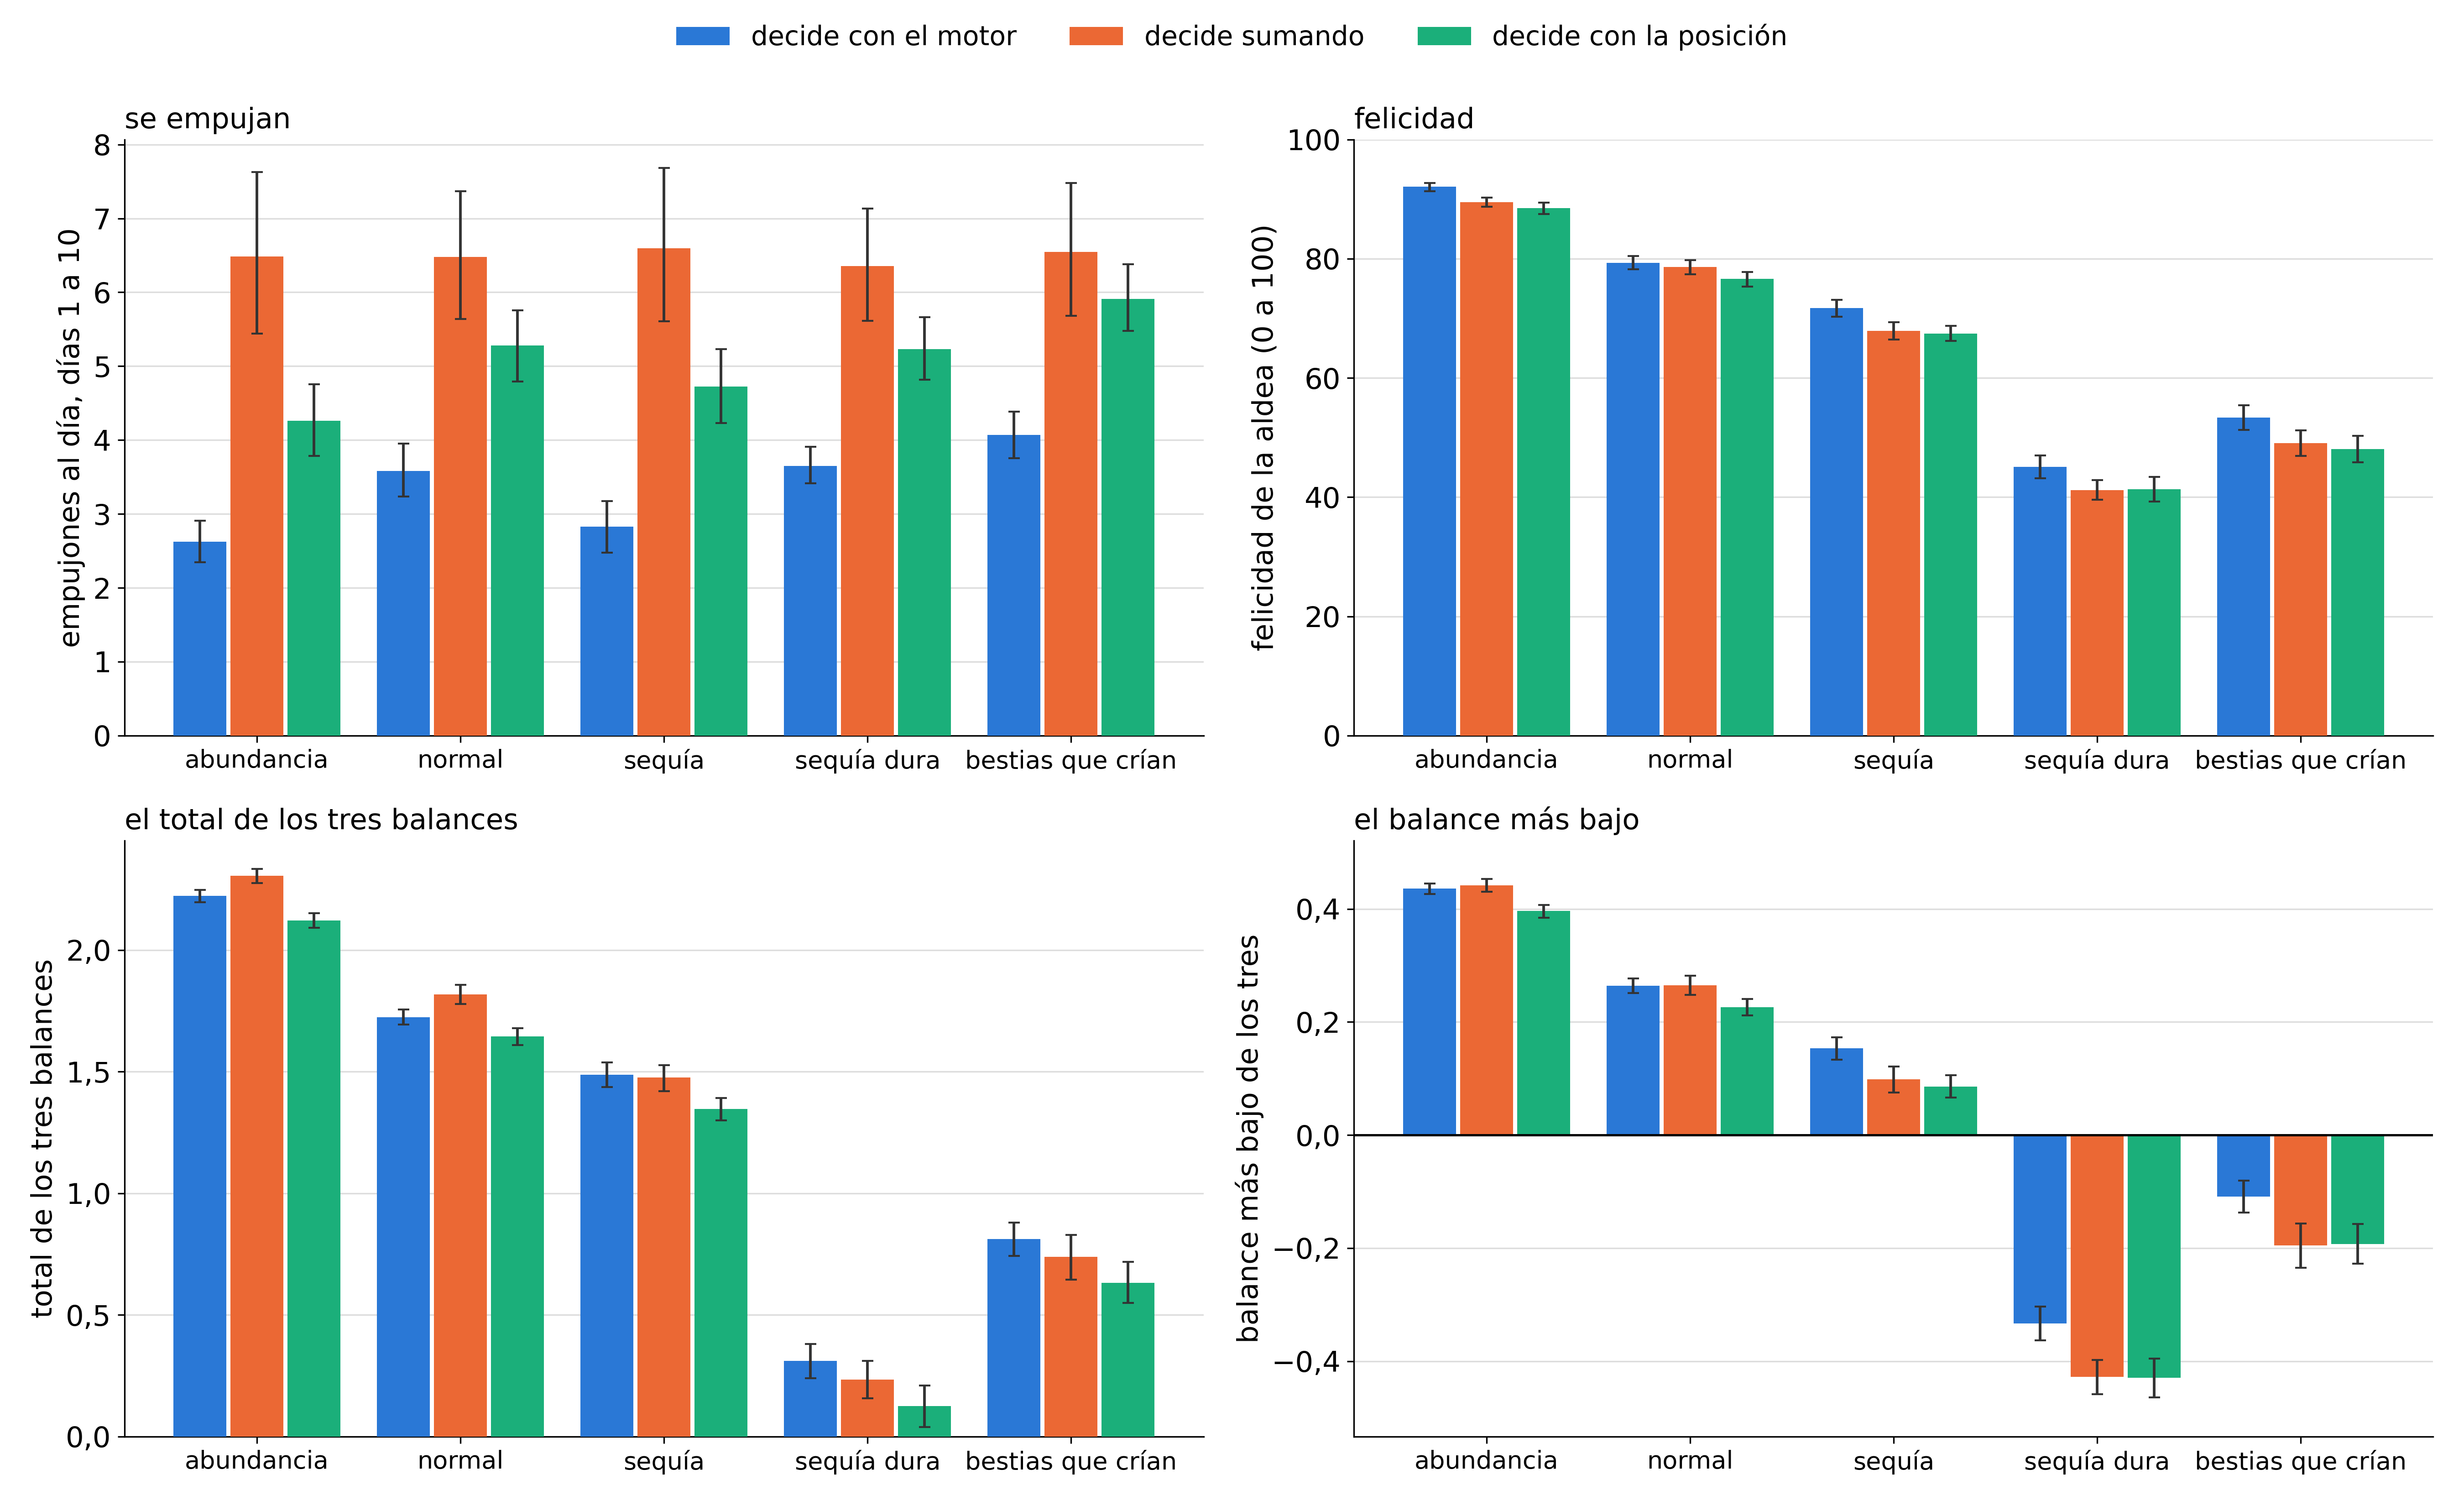 decide con el motor decide sumando decide con la posición
se empujan
empujones al día, días 1 a 10
8
7
6
5
4
3
2
1
0
abundancia normal sequía sequía dura bestias que crían
felicidad
felicidad de la aldea (0 a 100)
100
80
60
40
20
0
abundancia normal sequía sequía dura bestias que crían
el total de los tres balances
total de los tres balances
2,0
1,5
1,0
0,5
0,0
abundancia normal sequía sequía dura bestias que crían
el balance más bajo
balance más bajo de los tres
0,4
0,2
0,0
−0,2
−0,4
abundancia normal sequía sequía dura bestias que crían